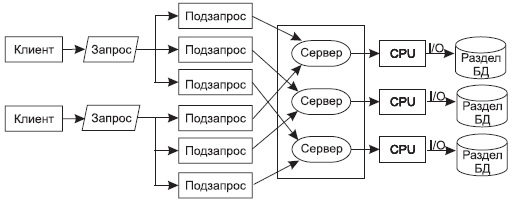 Подзапрос
Клиент
Запрос
Подзапрос
Сервер
CPU
I/O
Раздел
БД
Подзапрос
Клиент
Запрос
Подзапрос
Сервер
CPU
I/O
Раздел
БД
Подзапрос
Сервер
CPU
I/O
Раздел
БД
Подзапрос